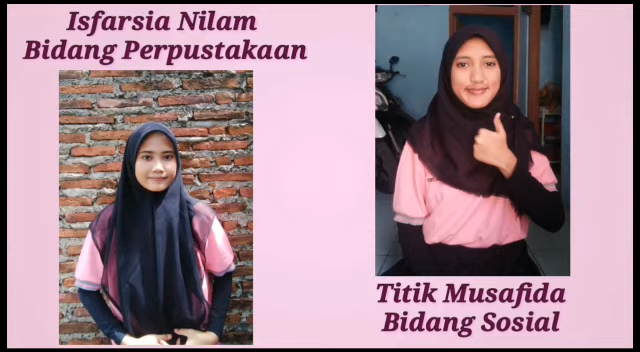 Isfarsia Nilam
Bidang Perpustakaan
Titik Musafida
Bidang Sosial